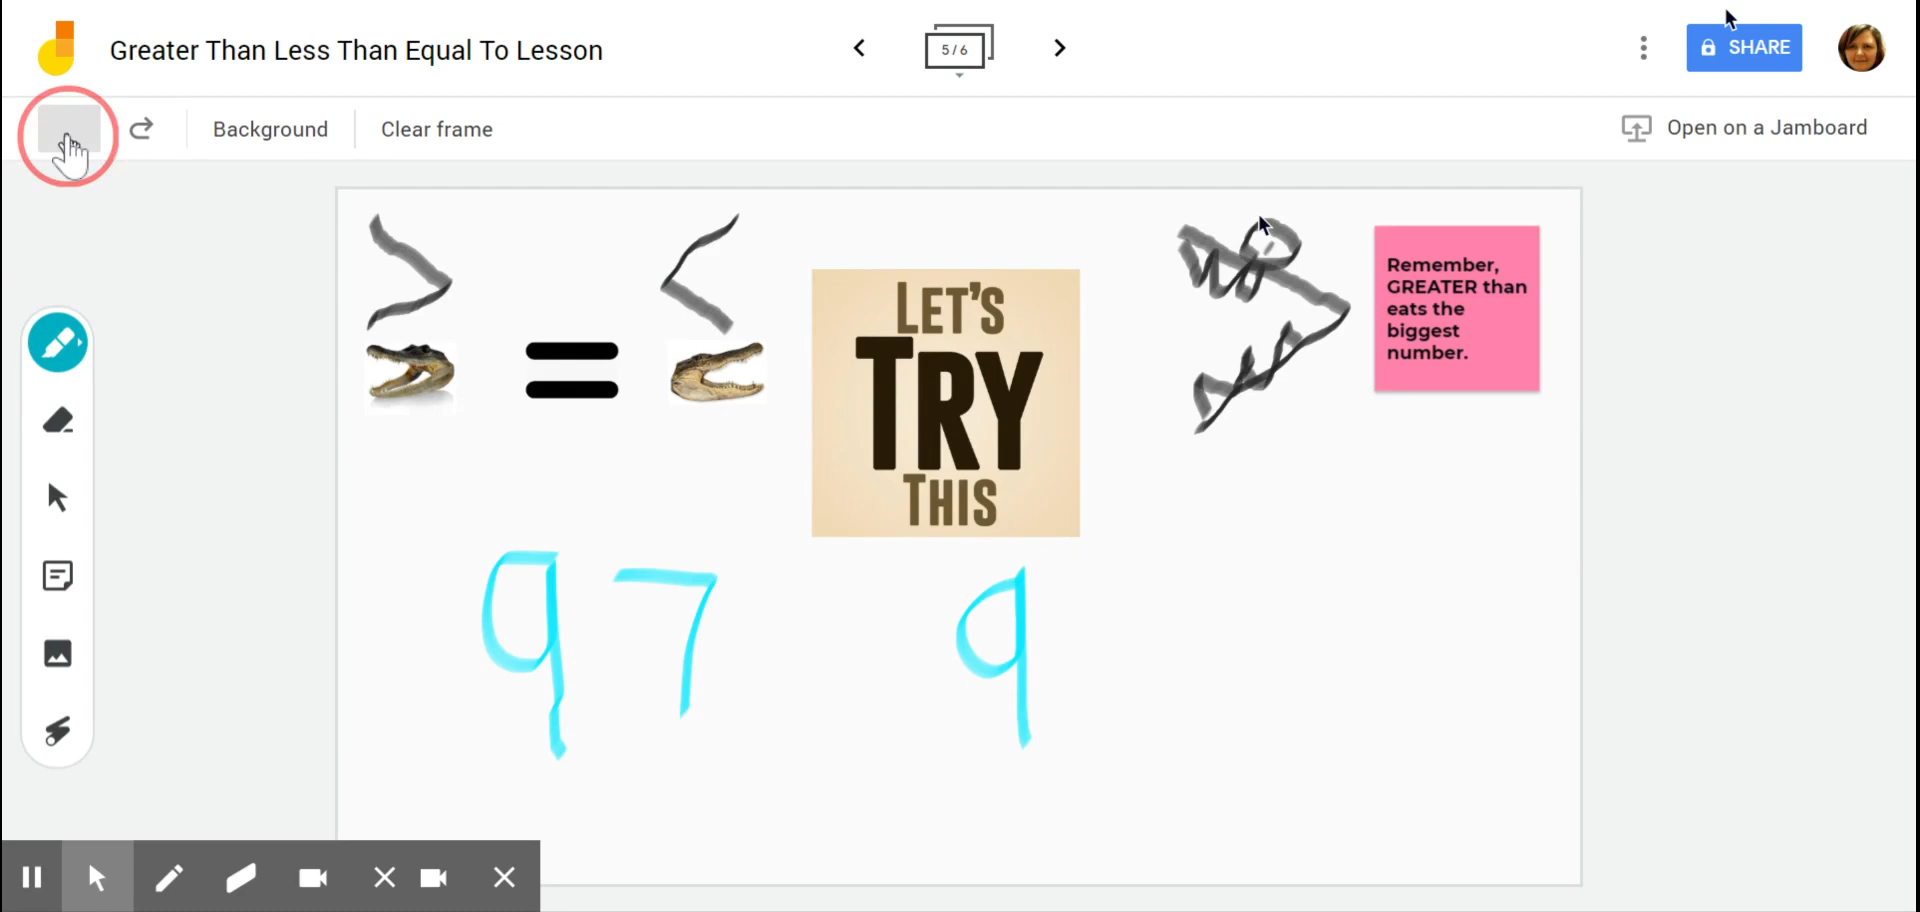 Greater Than Less Than Equal To Lesson
5/6
SHARE
Background
Clear frame
Open on a Jamboard
> <
=
LET'S
TRY
THIS
Remember,
GREATER than
eats the
biggest
number.
97 9